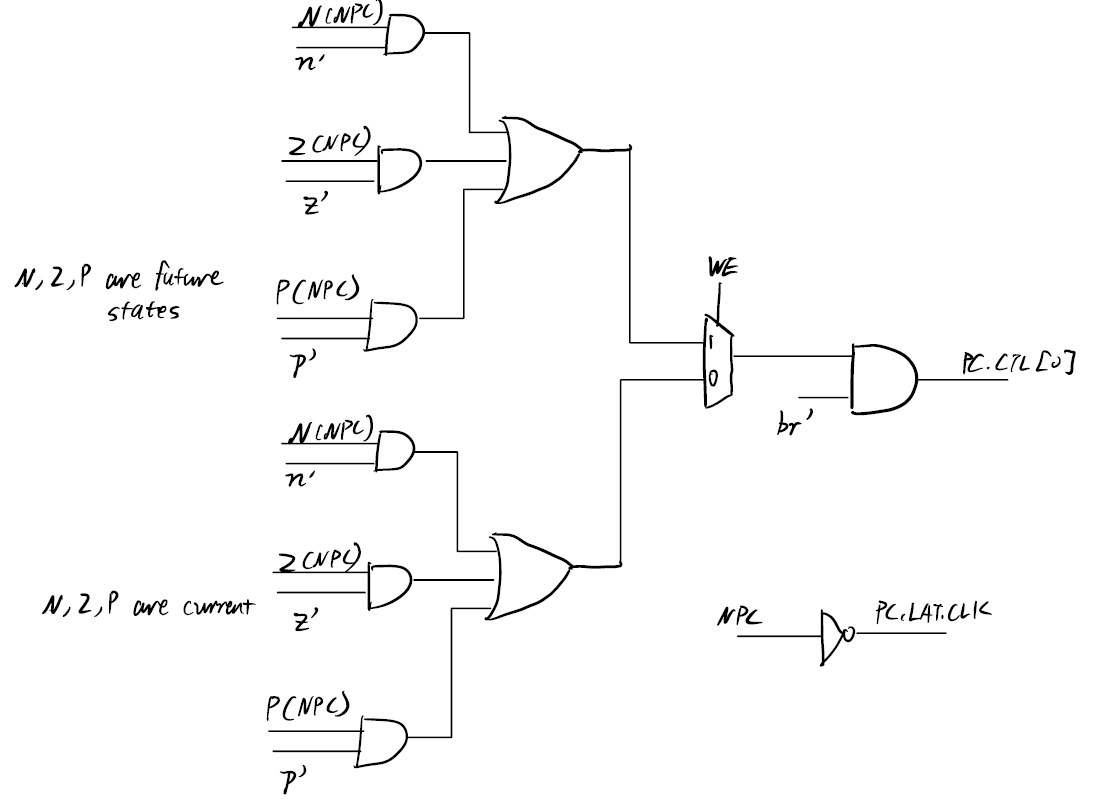 N(NPC)
n'
Z(NPC)
z'
N, Z, P are future
states
P(NPC)
p'
WE
1
0
PC.CTL[0]
br'
N(NPC)
n'
Z(NPC)
z'
N, Z, P are current
NPC
PC.LAT.CLK
P(NPC)
p'